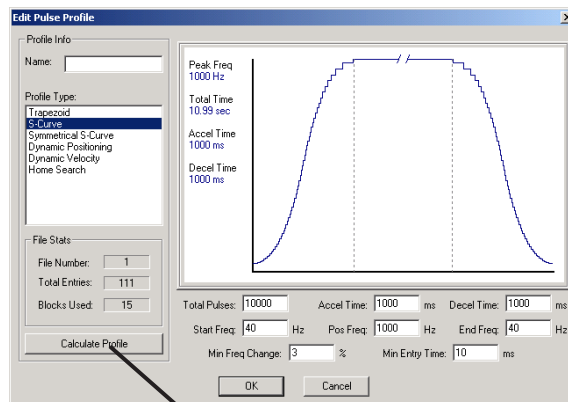 Edit Pulse Profile
Profile Info
Name:
Profile Type:
Trapezoid
S-Curve
Symmetrical S-Curve
Dynamic Positioning
Dynamic Velocity
Home Search
File Stats
File Number: 1
Total Entries: 111
Blocks Used: 15
Calculate Profile
Peak Freq
1000 Hz
Total Time
10.99 sec
Accel Time
1000 ms
Decel Time
1000 ms
Total Pulses: 10000 Accel Time: 1000 ms Decel Time: 1000 ms
Start Freq: 40 Hz Pos Freq: 1000 Hz End Freq: 40 Hz
Min Freq Change: 3 % Min Entry Time: 10 ms
OK Cancel